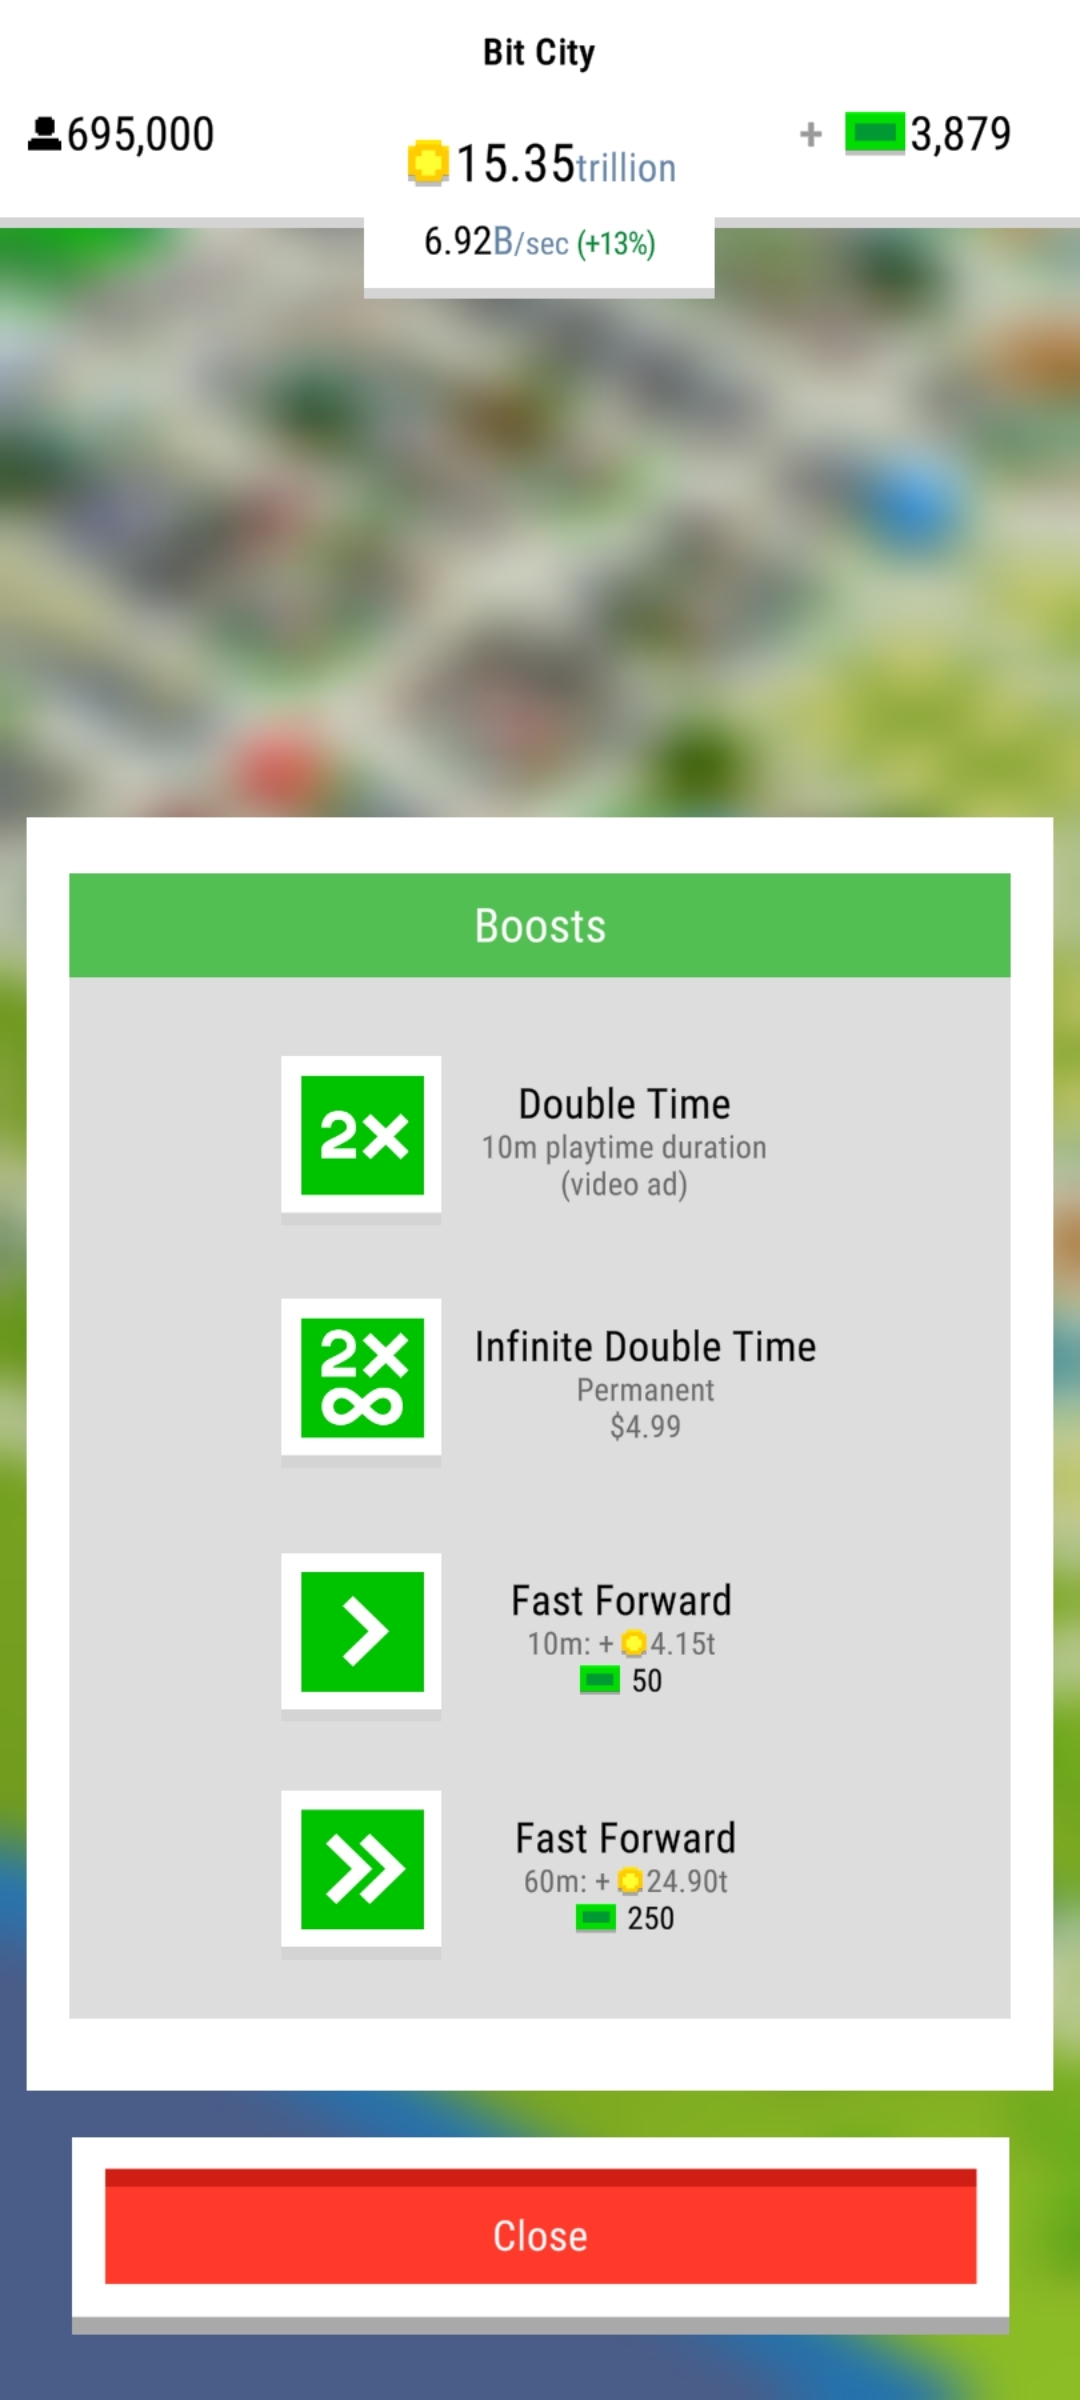 Bit City
695,000
15.35trillion
+ 3,879
6.92B/sec (+13%)
Boosts
2×
Double Time
10m playtime duration
(video ad)
2×
∞
Infinite Double Time
Permanent
$4.99
Fast Forward
10m: + 4.15t
50
Fast Forward
60m: + 24.90t
250
Close